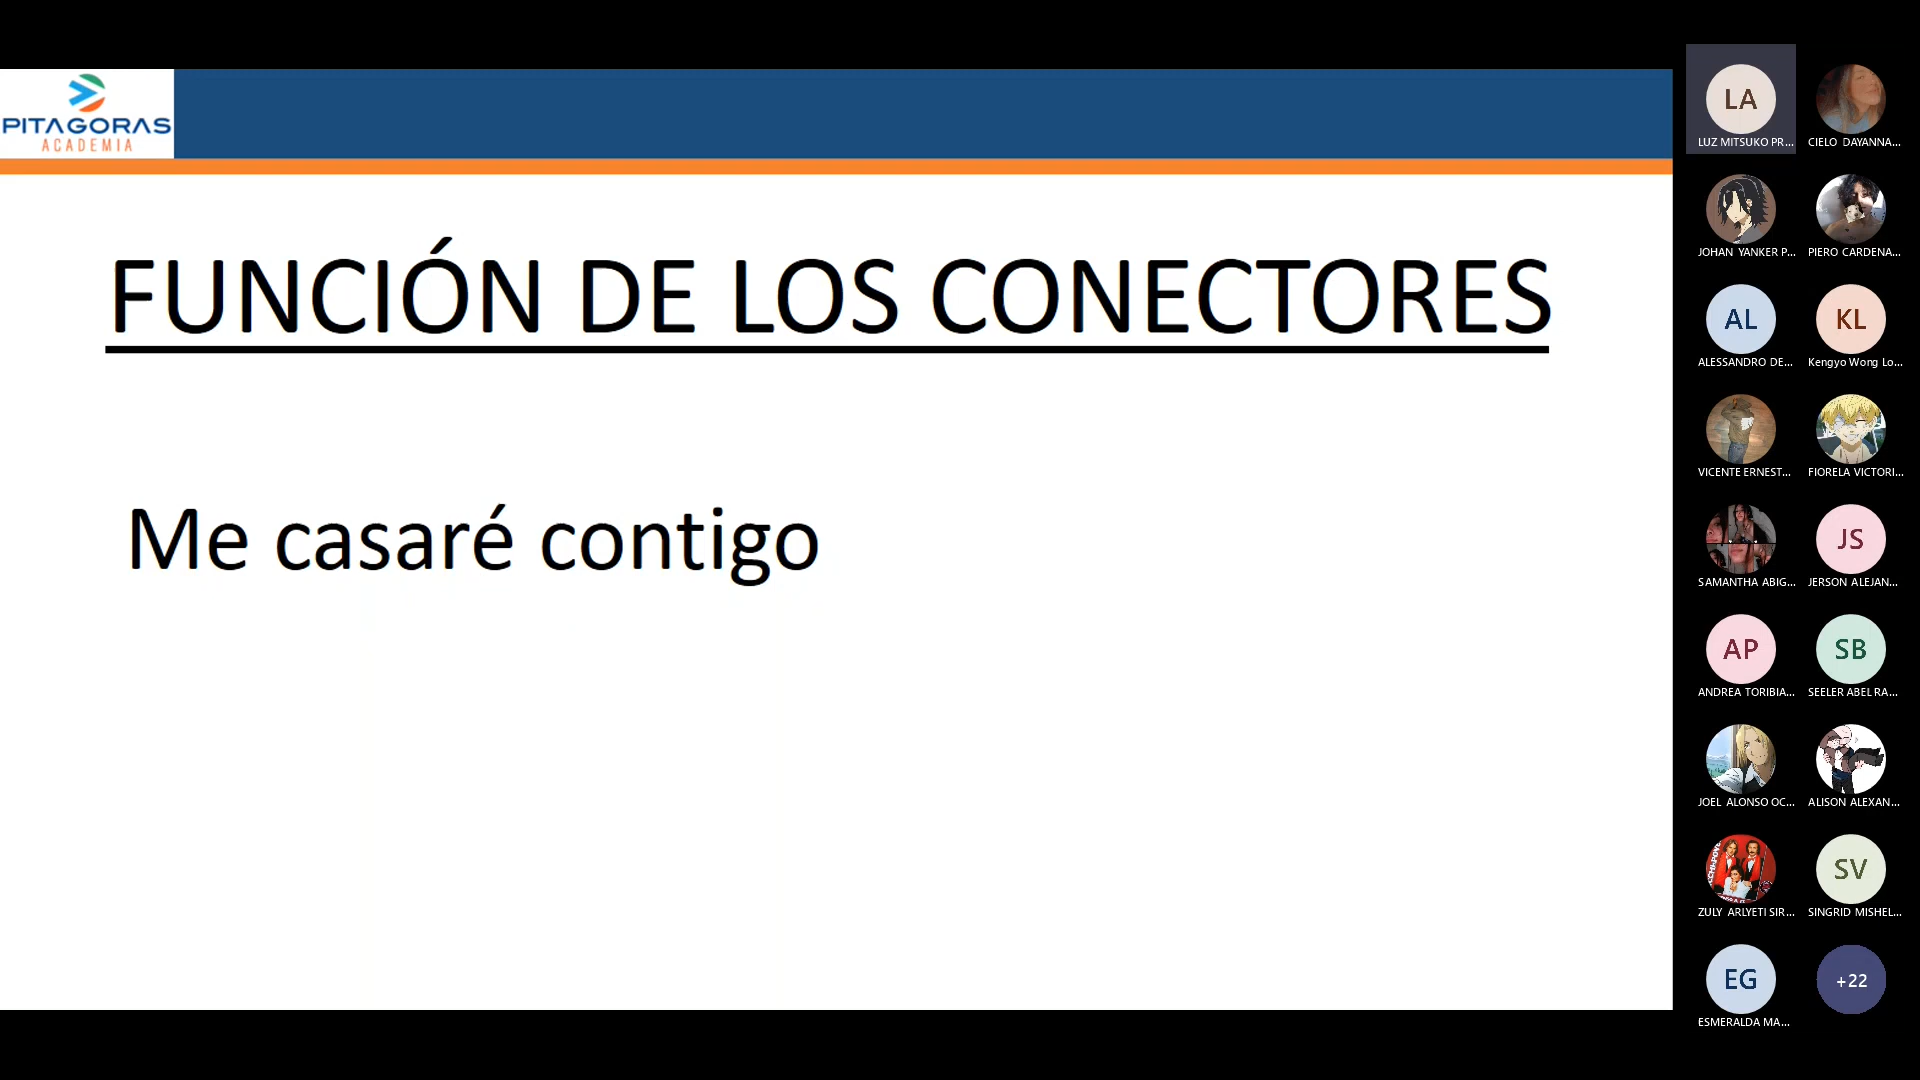 PITAGORAS
ACADEMIA
FUNCIÓN DE LOS CONECTORES
Me casaré contigo
LA
LUZ MITSUKO PR...
CIELO DAYANNA...
JOHAN YANKER P...
PIERO CARDENA...
AL
ALESSANDRO DE...
KL
Kengyo Wong Lo...
VICENTE ERNEST...
FIORELA VICTORI...
SAMANTHA ABIG...
JS
JERSON ALEJAN...
AP
ANDREA TORIBIA...
SB
SEELER ABEL RA...
JOEL ALONSO OC...
ALISON ALEXAN...
ZULY ARLYETI SIR...
SV
SINGRID MISHEL...
EG
ESMERALDA MA...
+22